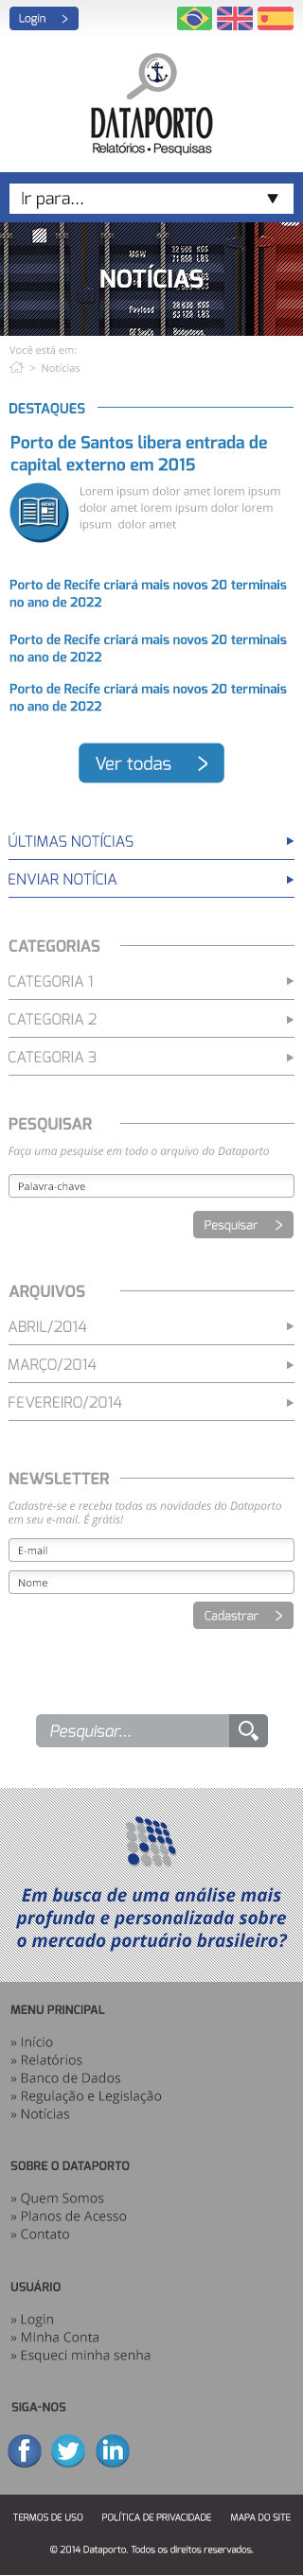 Login
DATAPORTO
Relatórios • Pesquisas
Ir para...
NOTÍCIAS
Você está em:
> Notícias
DESTAQUES
Porto de Santos libera entrada de
capital externo em 2015
NEWS
Lorem ipsum dolor amet lorem ipsum
dolor amet lorem ipsum dolor lorem
ipsum dolor amet
Porto de Recife criará mais novos 20 terminais
no ano de 2022
Porto de Recife criará mais novos 20 terminais
no ano de 2022
Porto de Recife criará mais novos 20 terminais
no ano de 2022
Ver todas
ÚLTIMAS NOTÍCIAS
ENVIAR NOTÍCIA
CATEGORIAS
CATEGORIA 1
CATEGORIA 2
CATEGORIA 3
PESQUISAR
Faça uma pesquise em todo o arquivo do Dataporto
Palavra-chave
Pesquisar
ARQUIVOS
ABRIL/2014
MARÇO/2014
FEVEREIRO/2014
NEWSLETTER
Cadastre-se e receba todas as novidades do Dataporto
em seu e-mail. É grátis!
E-mail
Nome
Cadastrar
Pesquisar...
Em busca de uma análise mais
profunda e personalizada sobre
o mercado portuário brasileiro?
MENU PRINCIPAL
» Início
» Relatórios
» Banco de Dados
» Regulação e Legislação
» Notícias
SOBRE O DATAPORTO
» Quem Somos
» Planos de Acesso
» Contato
USUÁRIO
» Login
» MInha Conta
» Esqueci minha senha
SIGA-NOS
TERMOS DE USO POLÍTICA DE PRIVACIDADE MAPA DO SITE
© 2014 Dataporto. Todos os direitos reservados.